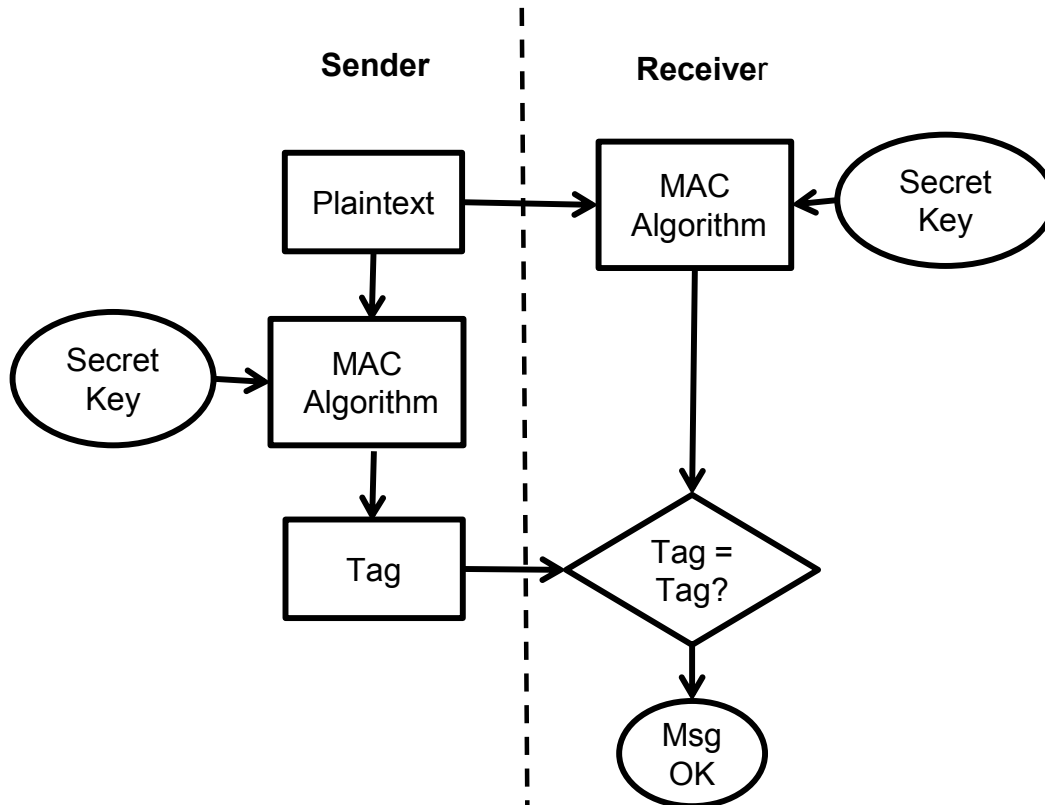 Sender
Receiver
Plaintext
MAC
Algorithm
Secret
Key
Secret
Key
MAC
Algorithm
Tag
Tag =
Tag?
Msg
OK